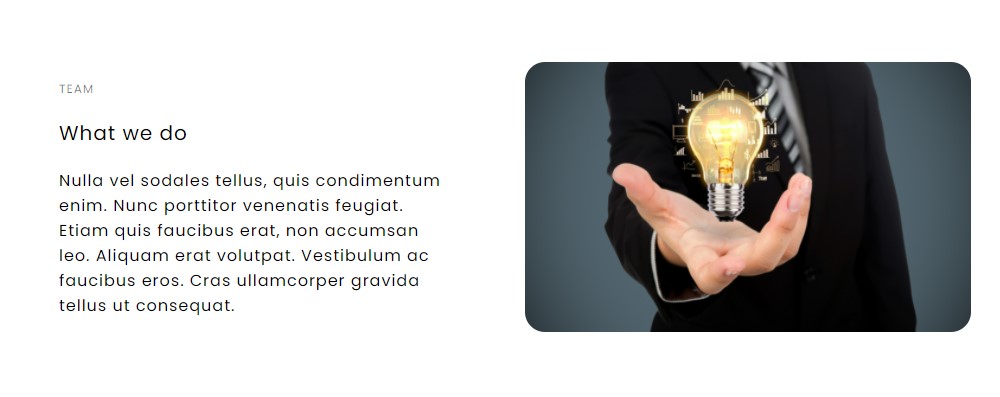 TEAM
What we do
Nulla vel sodales tellus, quis condimentum
enim. Nunc porttitor venenatis feugiat.
Etiam quis faucibus erat, non accumsan
leo. Aliquam erat volutpat. Vestibulum ac
faucibus eros. Cras ullamcorper gravida
tellus ut consequat.